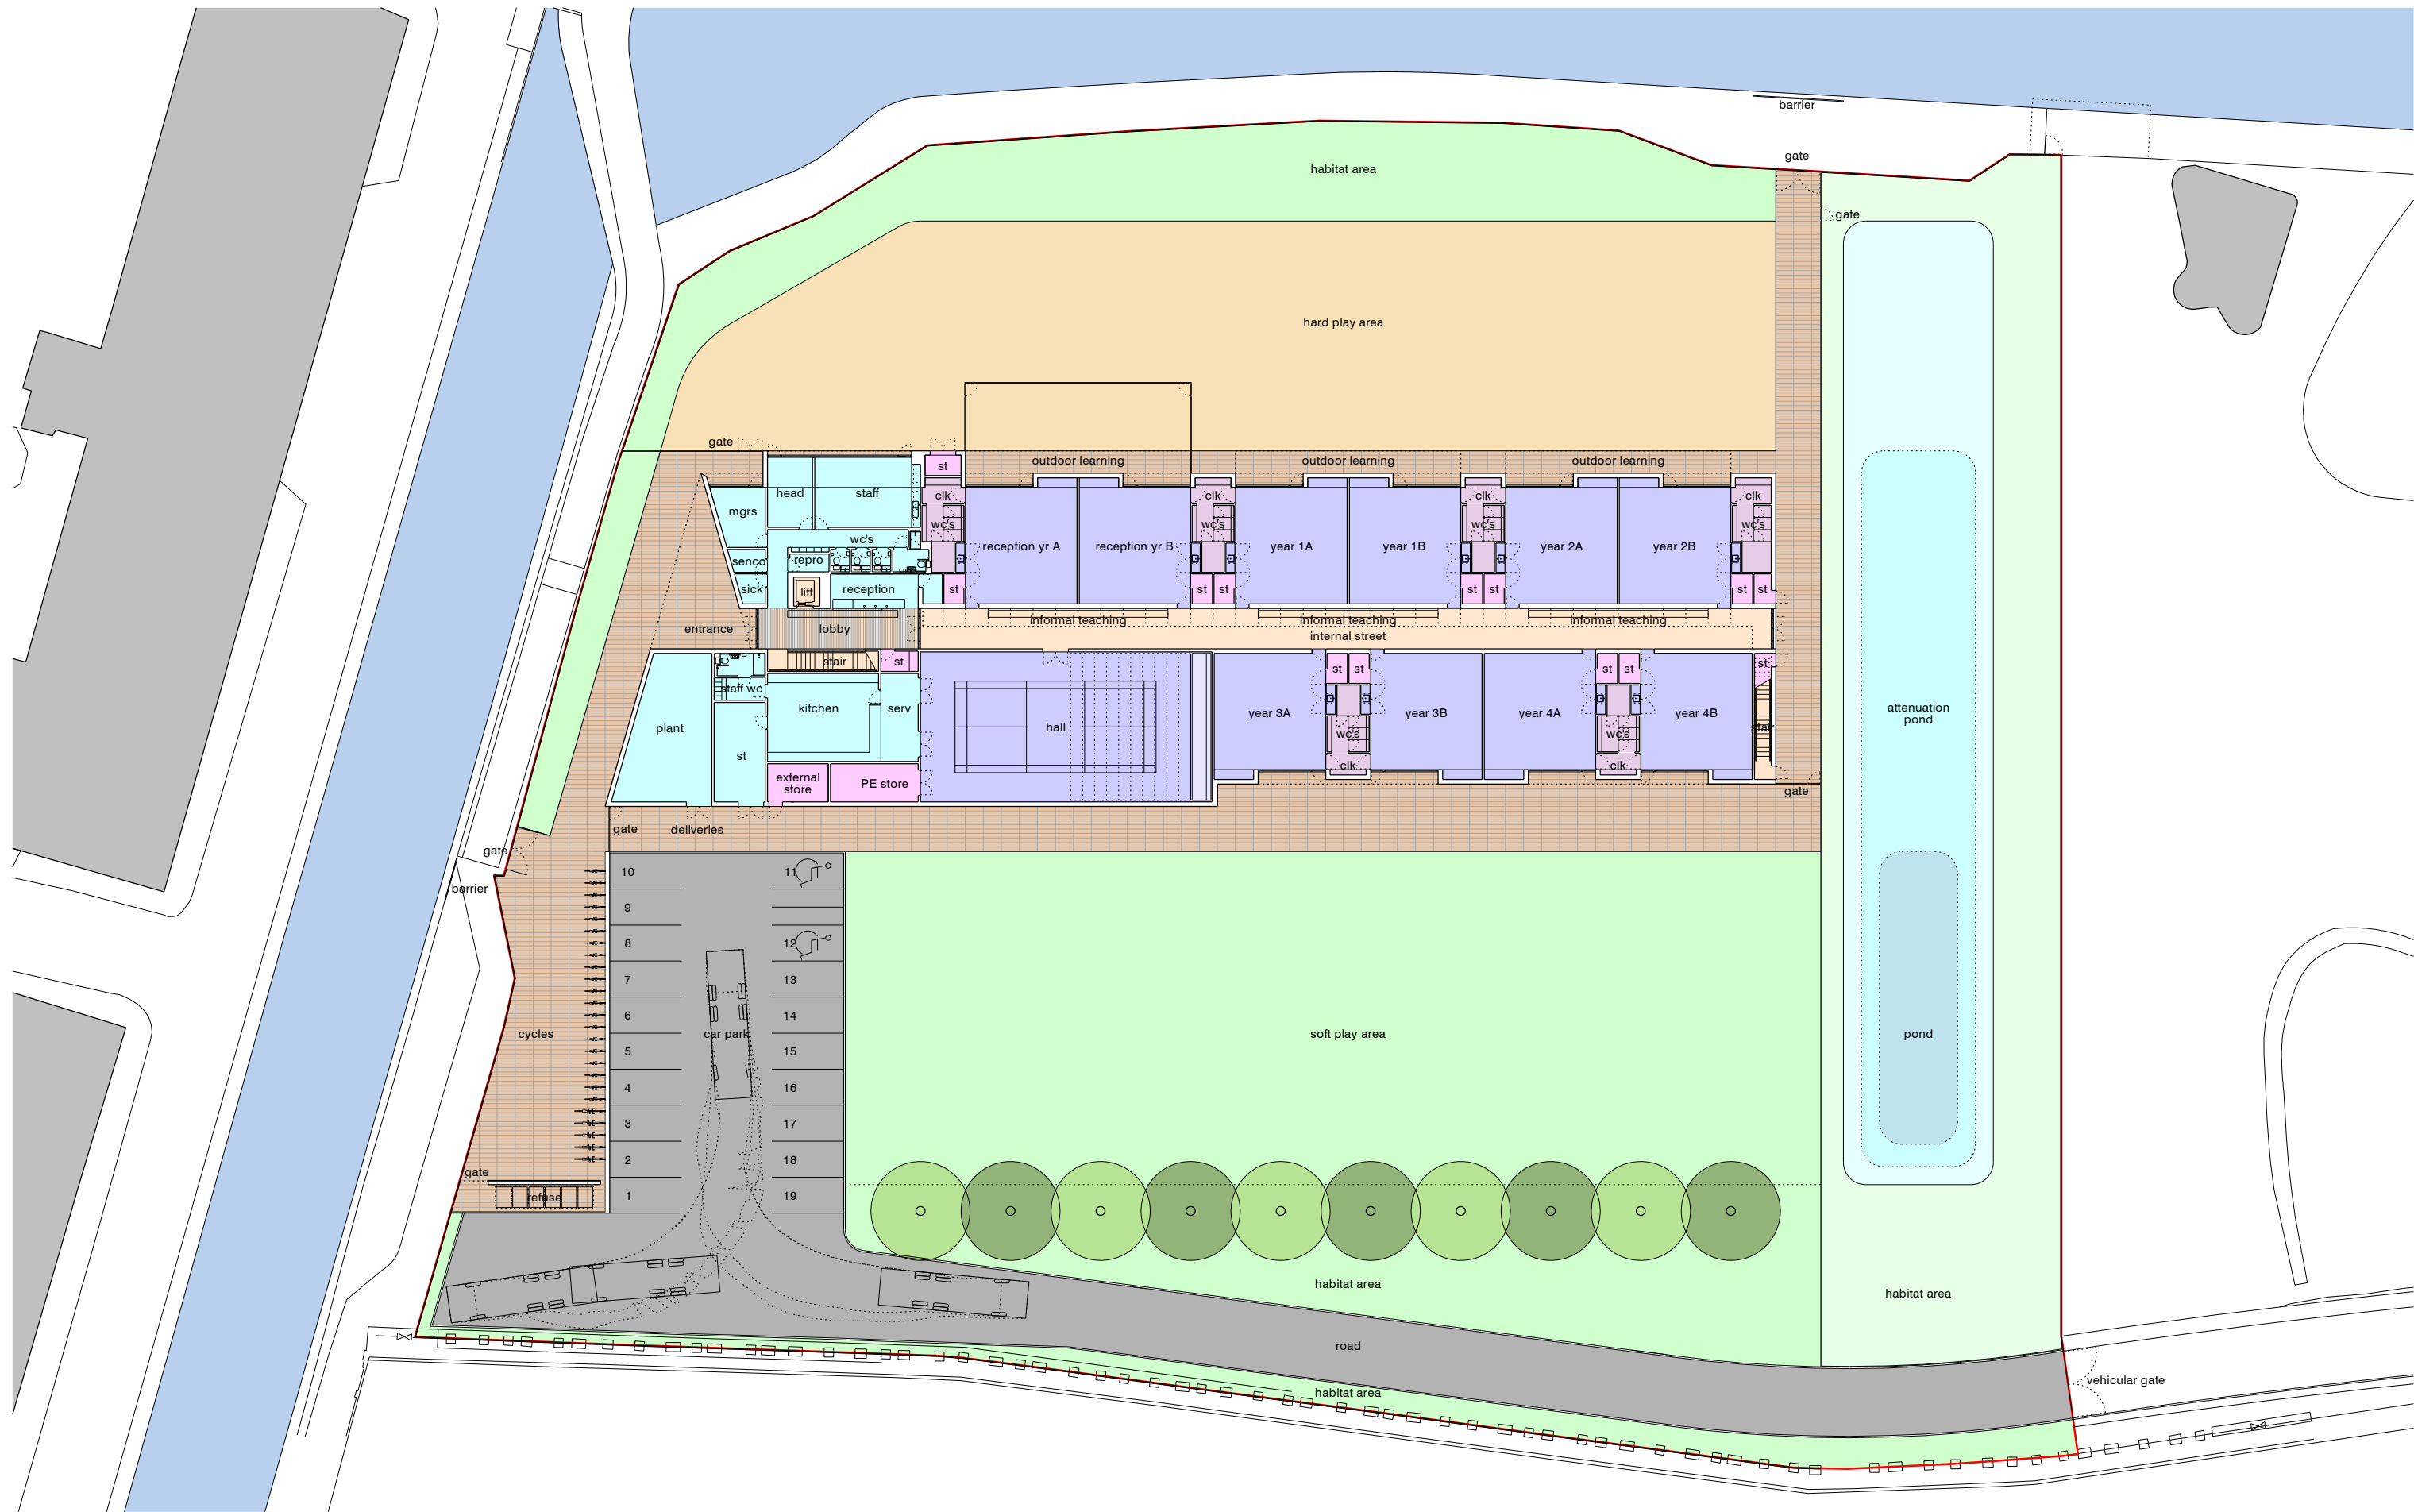 barrier
gate
habitat area
gate
hard play area
gate
outdoor learning
outdoor learning
outdoor learning
st
head
staff
clk
clk
clk
clk
mgrs
wc's
wc's
wc's
wc's
wc's
reception yr A
reception yr B
year 1A
year 1B
year 2A
year 2B
senco
repro
sick
lift
reception
st
st
st
st
st
st
st
informal teaching
informal teaching
informal teaching
entrance
lobby
internal street
stair
st
st
st
st
st
st
staff wc
kitchen
serv
plant
hall
year 3A
year 3B
year 4A
year 4B
stair
wc's
wc's
st
clk
clk
external
store
PE store
attenuation
pond
gate
gate
deliveries
gate
barrier
10
11
9
8
12
7
13
6
14
cycles
car park
soft play area
pond
5
15
4
16
3
17
2
18
gate
refuse
1
19
habitat area
habitat area
road
vehicular gate
habitat area